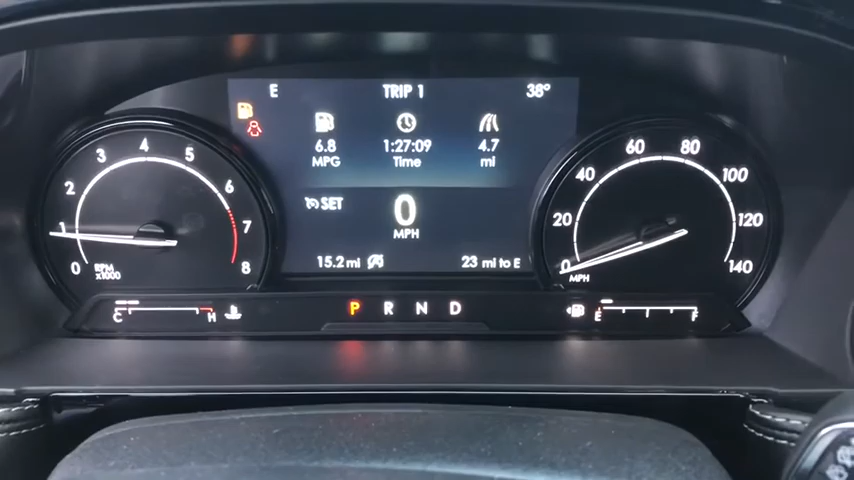 E TRIP 1 38°
6.8 1:27:09 4.7
MPG Time mi
SET
0
MPH
15.2 mi 23 mi to E
0 1 2 3 4 5 6 7 8
RPM
x1000
0 20 40 60 80 100 120 140
MPH
C H
P R N D
E F